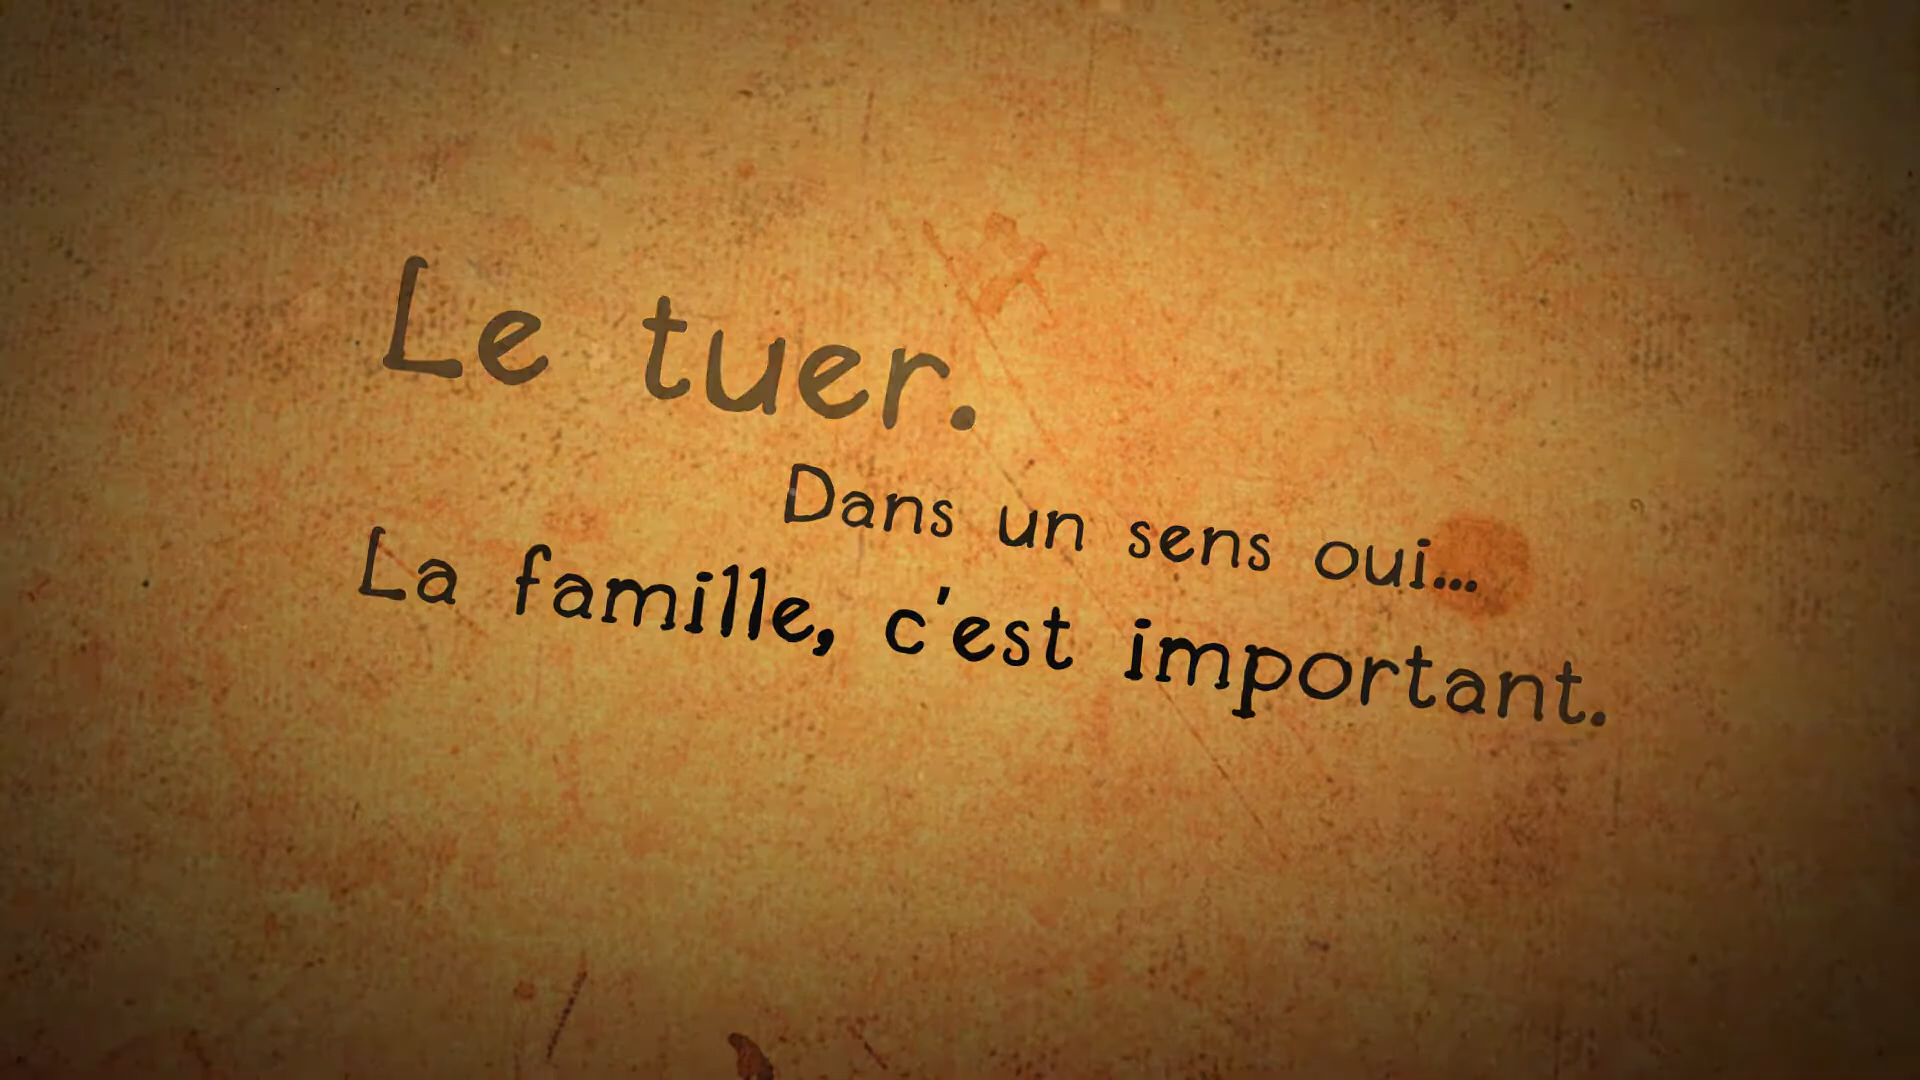 Le tuer.
Dans un sens oui...
La famille, c'est important.